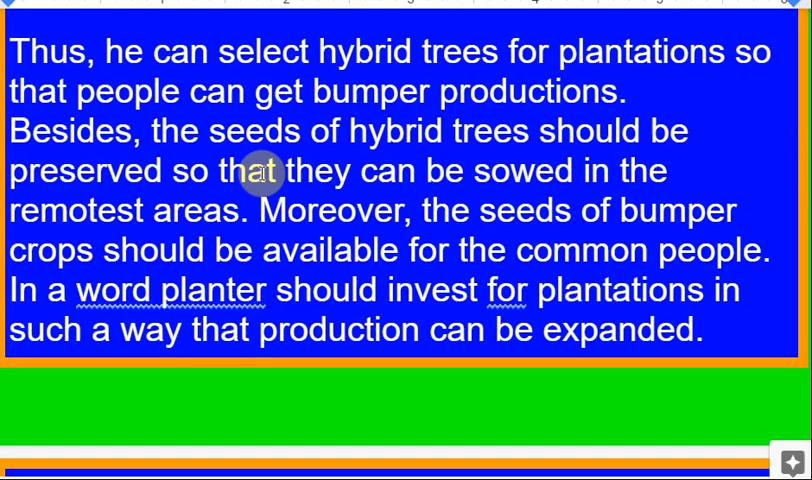 Thus, he can select hybrid trees for plantations so
that people can get bumper productions.
Besides, the seeds of hybrid trees should be
preserved so that they can be sowed in the
remotest areas. Moreover, the seeds of bumper
crops should be available for the common people.
In a word planter should invest for plantations in
such a way that production can be expanded.